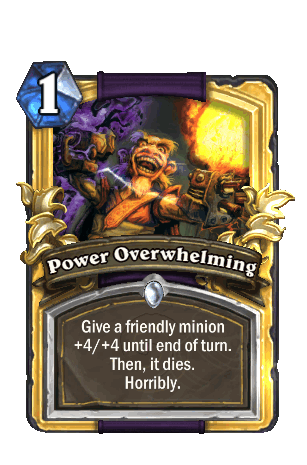 1
Power Overwhelming
Give a friendly minion
+4/+4 until end of turn.
Then, it dies.
Horribly.